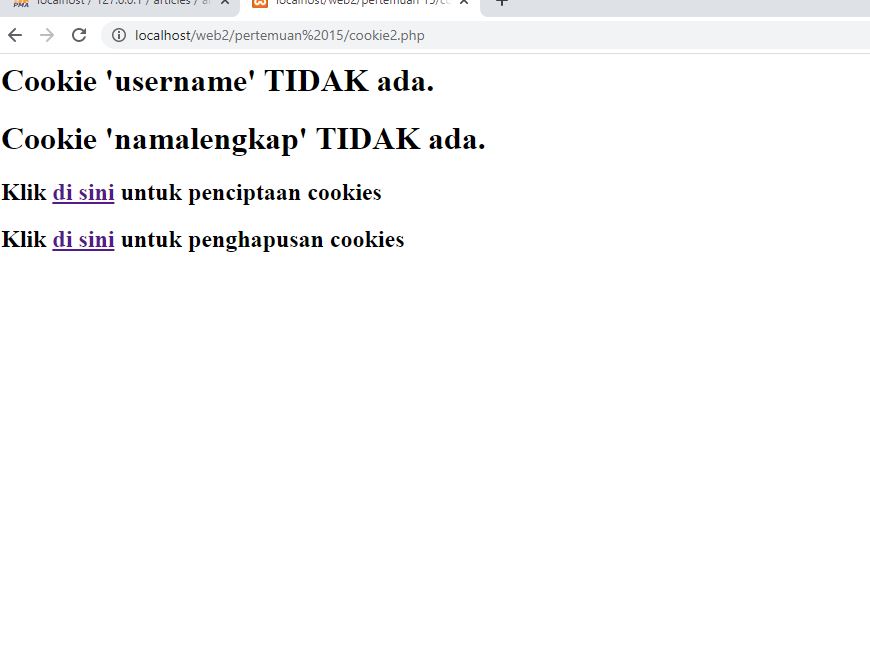 localhost / 127.0.0.1 / articles / a
localhost/web2/pertemuan 15/co
localhost/web2/pertemuan%2015/cookie2.php
Cookie 'username' TIDAK ada.
Cookie 'namalengkap' TIDAK ada.
Klik di sini untuk penciptaan cookies
Klik di sini untuk penghapusan cookies